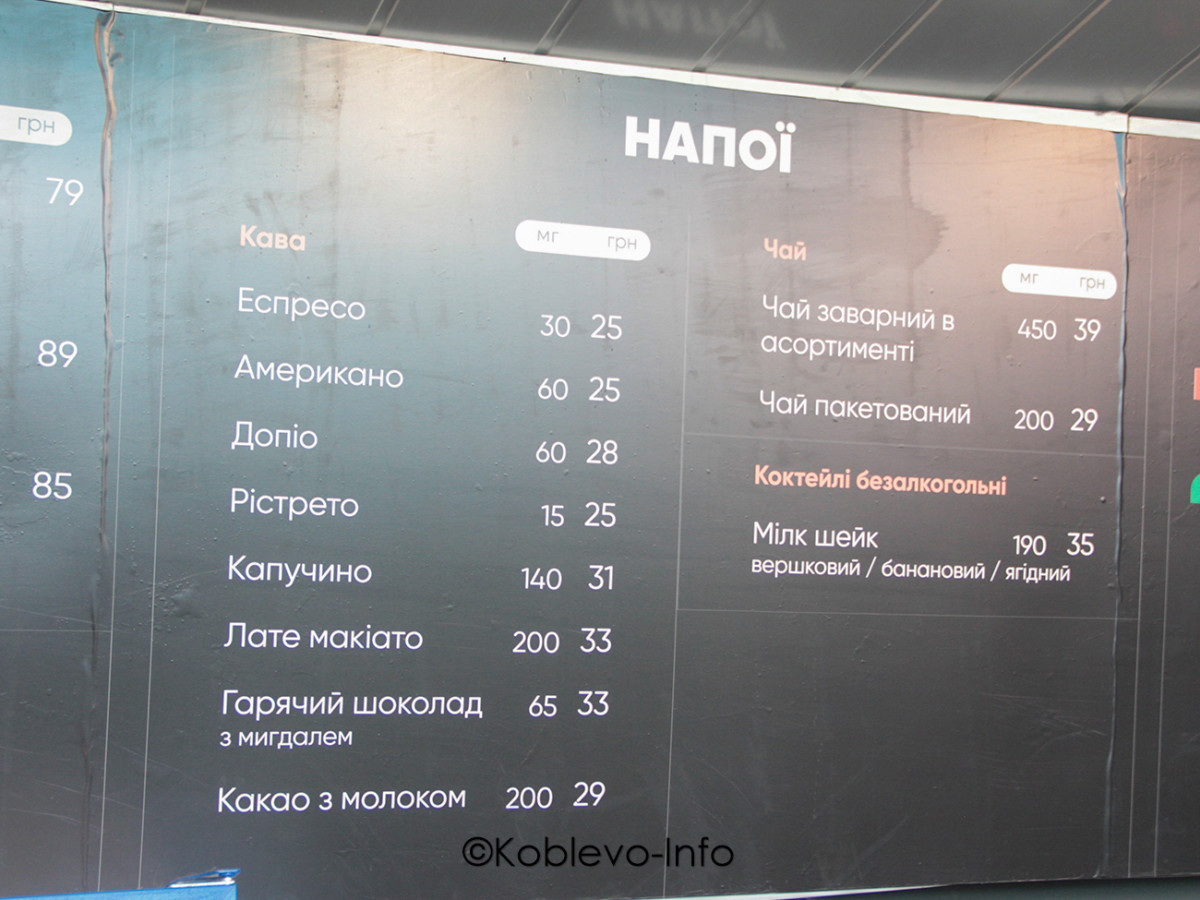 грн
79
89
85
НАПОЇ
Кава
мг грн
Еспресо 30 25
Американо 60 25
Допіо 60 28
Рістрето 15 25
Капучино 140 31
Лате макіато 200 33
Гарячий шоколад 65 33
з мигдалем
Какао з молоком 200 29
Чай
мг грн
Чай заварний в 450 39
асортименті
Чай пакетований 200 29
Коктейлі безалкогольні
Мілк шейк 190 35
вершковий / банановий / ягідний
©Koblevo-Info